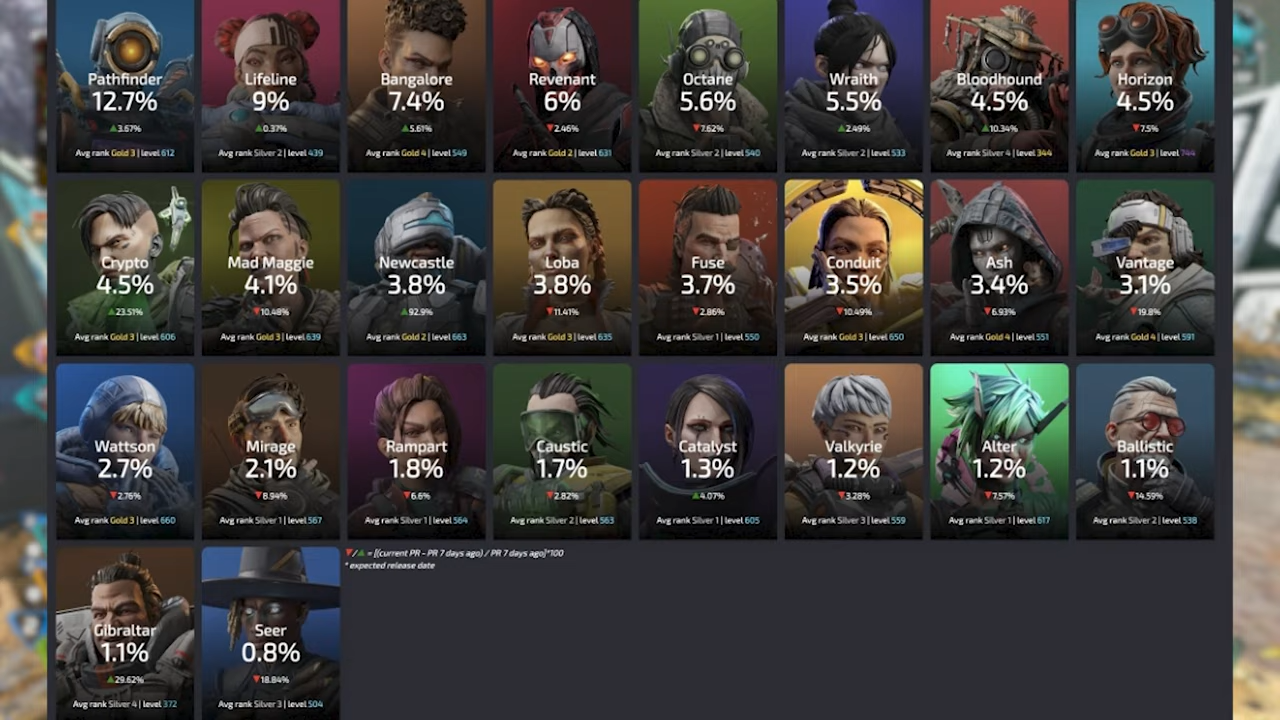 Pathfinder Lifeline Bangalore Revenant Octane Wraith Bloodhound Horizon
12.7% 9% 7.4% 6% 5.6% 5.5% 4.5% 4.5%
▲3.67% ▲0.37% ▲5.61% ▼2.46% ▼7.62% ▲2.49% ▲10.34% ▼7.5%
Avg rank Gold 3 | level 612 Avg rank Silver 2 | level 439 Avg rank Gold 4 | level 549 Avg rank Gold 2 | level 631 Avg rank Silver 2 | level 540 Avg rank Silver 2 | level 533 Avg rank Silver 4 | level 344 Avg rank Gold 3 | level 744
Crypto Mad Maggie Newcastle Loba Fuse Conduit Ash Vantage
4.5% 4.1% 3.8% 3.8% 3.7% 3.5% 3.4% 3.1%
▲23.51% ▼10.48% ▲92.9% ▼11.41% ▼2.86% ▼10.49% ▼6.93% ▼19.8%
Avg rank Gold 3 | level 606 Avg rank Gold 3 | level 639 Avg rank Gold 2 | level 663 Avg rank Gold 3 | level 635 Avg rank Silver 1 | level 550 Avg rank Gold 3 | level 650 Avg rank Gold 4 | level 551 Avg rank Gold 4 | level 591
Wattson Mirage Rampart Caustic Catalyst Valkyrie Alter Ballistic
2.7% 2.1% 1.8% 1.7% 1.3% 1.2% 1.2% 1.1%
▼2.76% ▼8.94% ▼6.6% ▼2.82% ▲4.07% ▼3.28% ▼7.57% ▼14.59%
Avg rank Gold 3 | level 660 Avg rank Silver 1 | level 567 Avg rank Silver 1 | level 564 Avg rank Silver 2 | level 563 Avg rank Silver 1 | level 605 Avg rank Silver 3 | level 559 Avg rank Silver 1 | level 617 Avg rank Silver 2 | level 538
▼/▲ = [(current PR - PR 7 days ago) / PR 7 days ago]*100
* expected release date
Gibraltar Seer
1.1% 0.8%
▲29.62% ▼18.84%
Avg rank Silver 4 | level 372 Avg rank Silver 3 | level 504